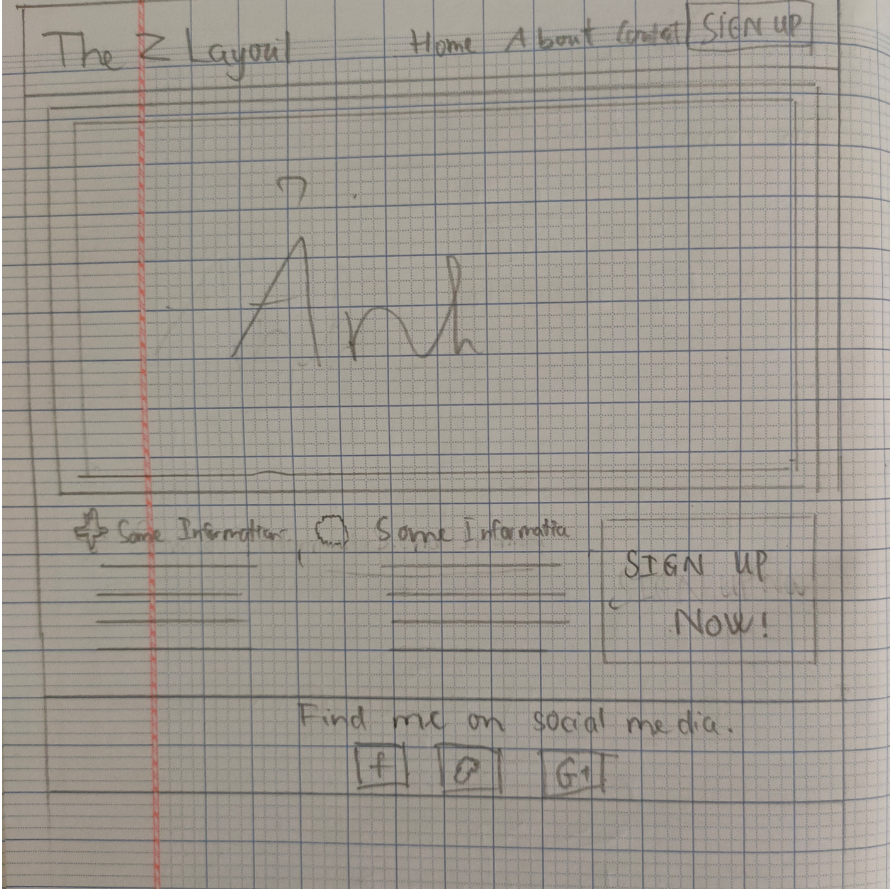 The Z Layout Home About Contact SIGN UP
Ảnh
Some Information Some Informatio
SIGN UP
NOW!
Find me on social media.
f G+